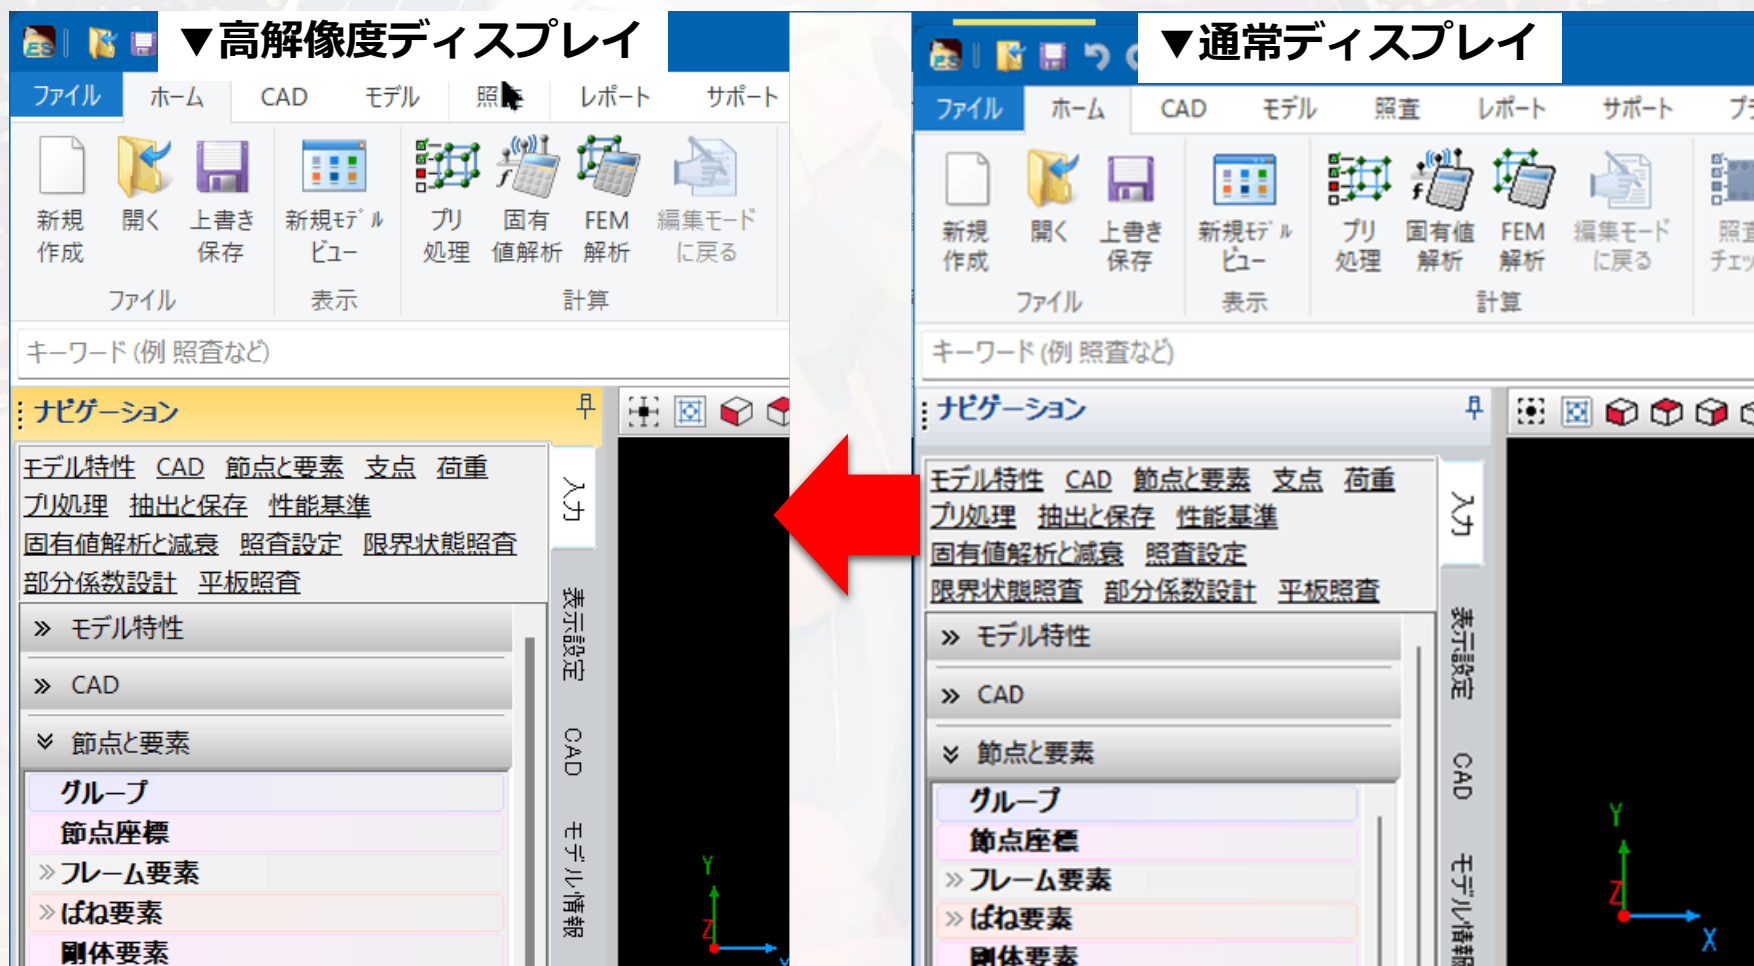 ▼高解像度ディスプレイ
ES
ファイル ホーム CAD モデル レポート サポート
新規作成 開く 上書き保存 新規ﾓﾃﾞﾙビュー プリ処理 固有値解析 FEM解析 編集モードに戻る
ファイル 表示 計算
キーワード (例 照査など)
ナビゲーション
モデル特性 CAD 節点と要素 支点 荷重
プリ処理 抽出と保存 性能基準
固有値解析と減衰 照査設定 限界状態照査
部分係数設計 平板照査
モデル特性
CAD
節点と要素
グループ
節点座標
フレーム要素
ばね要素
剛体要素
入力
表示設定
CAD
モデル情報
Y
Z
▼通常ディスプレイ
ファイル ホーム CAD モデル 照査 レポート サポート
新規作成 開く 上書き保存 新規ﾓﾃﾞﾙビュー プリ処理 固有値解析 FEM解析 編集モードに戻る
ファイル 表示 計算
キーワード (例 照査など)
ナビゲーション
モデル特性 CAD 節点と要素 支点 荷重
プリ処理 抽出と保存 性能基準
固有値解析と減衰 照査設定
限界状態照査 部分係数設計 平板照査
モデル特性
CAD
節点と要素
グループ
節点座標
フレーム要素
ばね要素
剛体要素
入力
表示設定
CAD
モデル情報
Y
Z
X